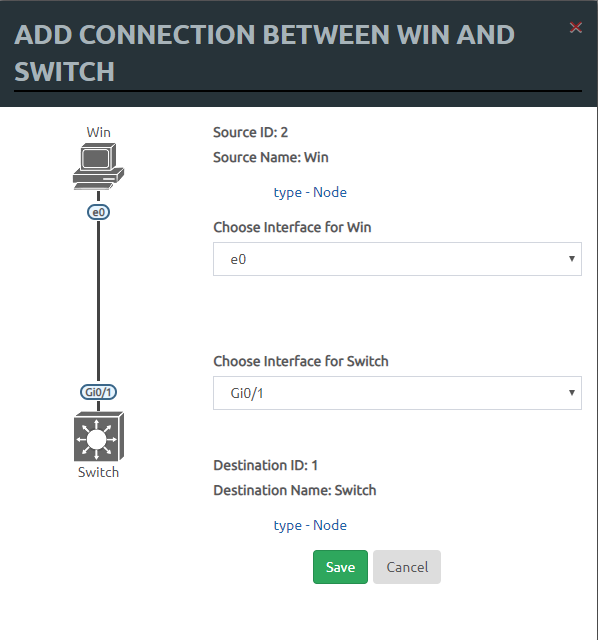 ADD CONNECTION BETWEEN WIN AND
SWITCH
Win
e0
Gi0/1
Switch
Source ID: 2
Source Name: Win
type - Node
Choose Interface for Win
e0
Choose Interface for Switch
Gi0/1
Destination ID: 1
Destination Name: Switch
type - Node
Save
Cancel